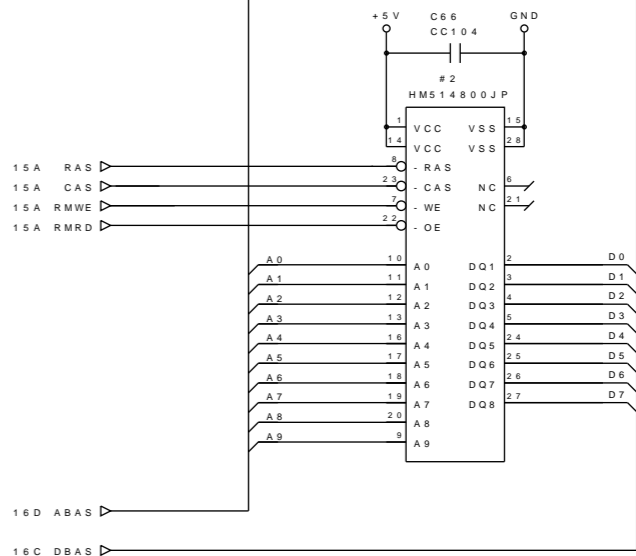 +5V C66 GND
CC104
#2
HM514800JP
1 VCC VSS 15
14 VCC VSS 28
15A RAS 8 -RAS
15A CAS 23 -CAS NC 6
15A RMWE 7 -WE NC 21
15A RMRD 22 -OE
A0 10 A0 DQ1 2 D0
A1 11 A1 DQ2 3 D1
A2 12 A2 DQ3 4 D2
A3 13 A3 DQ4 5 D3
A4 16 A4 DQ5 24 D4
A5 17 A5 DQ6 25 D5
A6 18 A6 DQ7 26 D6
A7 19 A7 DQ8 27 D7
A8 20 A8
A9 9 A9
16D ABAS
16C DBAS